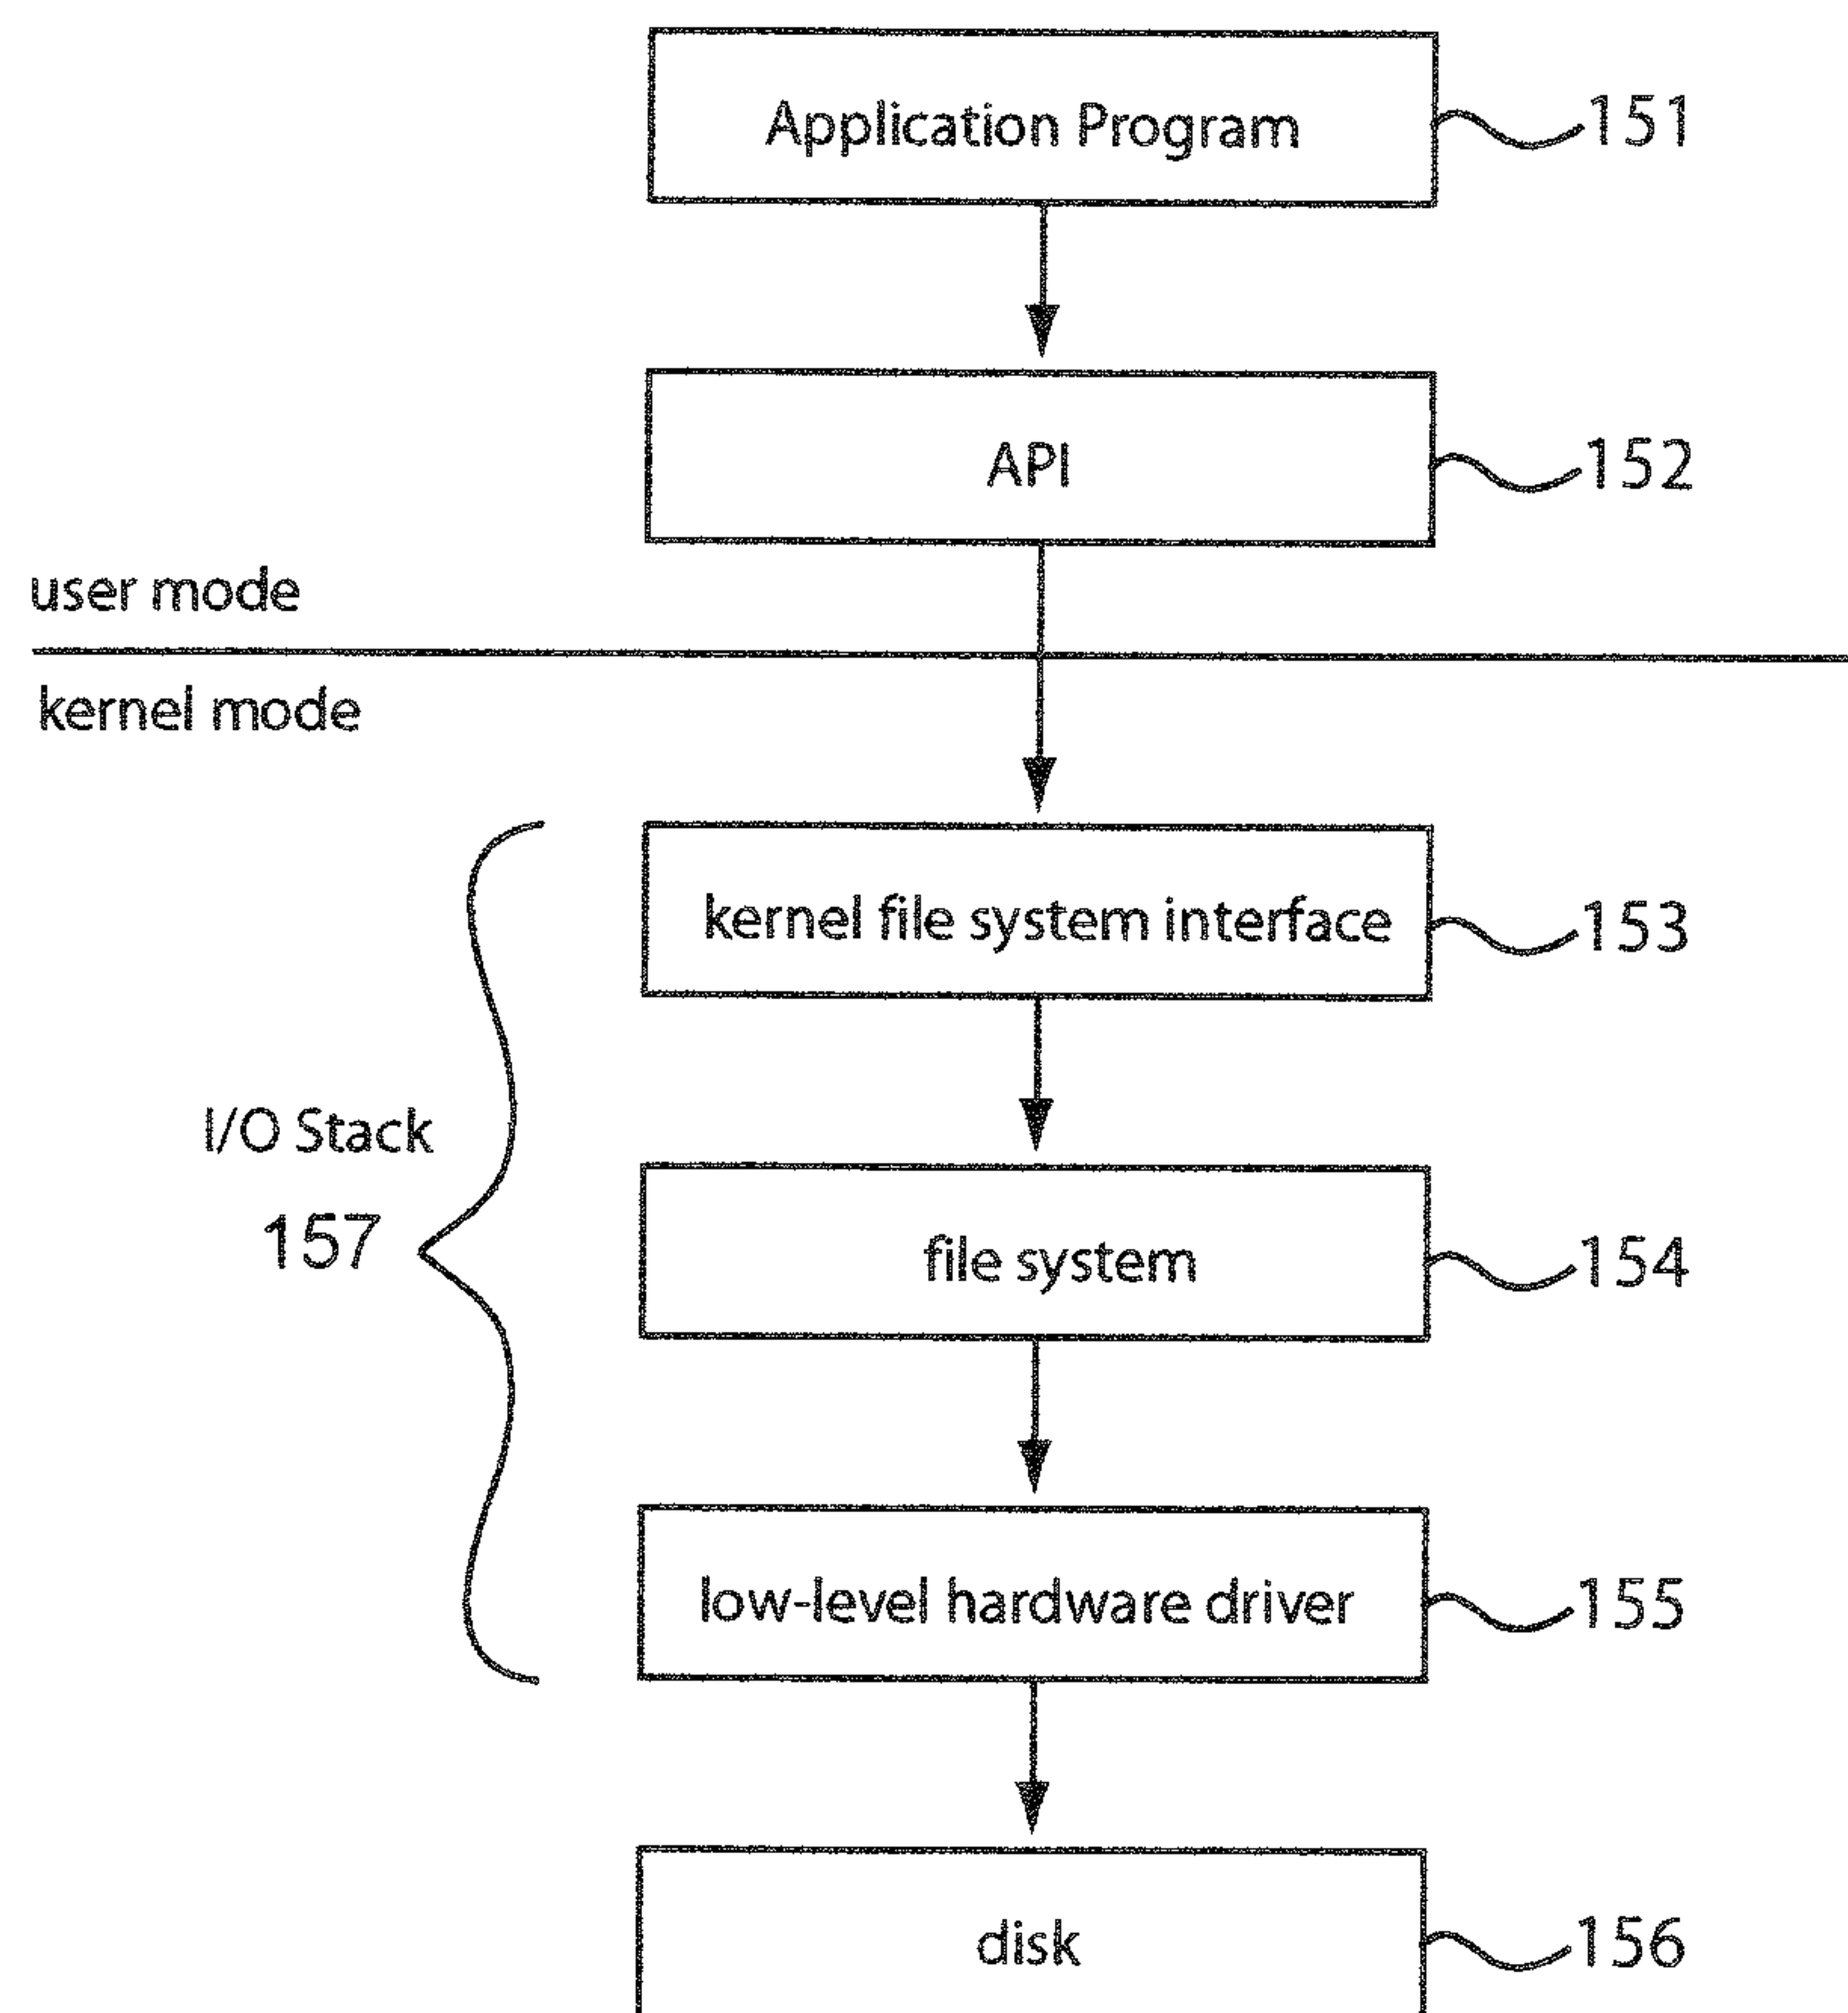 Application Program
151
API
152
user mode
kernel mode
kernel file system interface
153
I/O Stack
157
file system
154
low-level hardware driver
155
disk
156